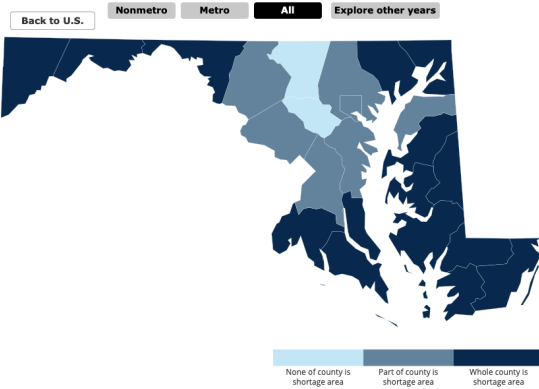 Back to U.S.
Nonmetro
Metro
All
Explore other years
None of county is
shortage area
Part of county is
shortage area
Whole county is
shortage area